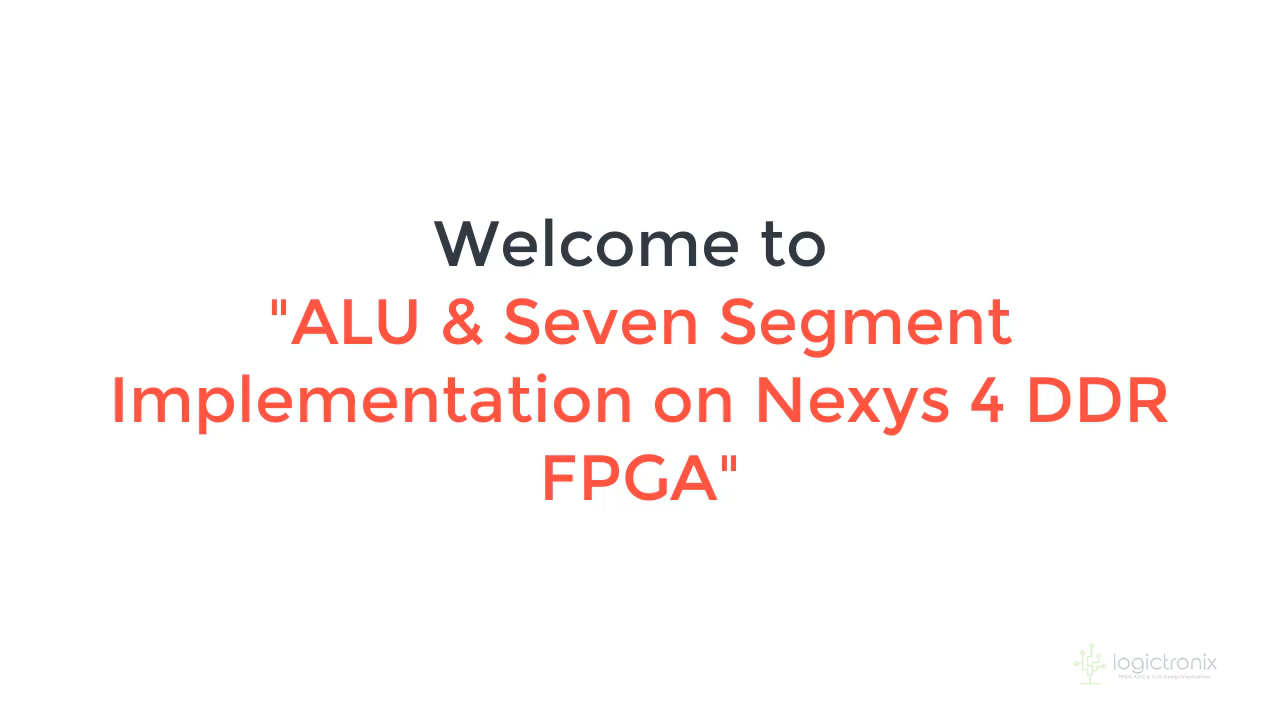 Welcome to
"ALU & Seven Segment
Implementation on Nexys 4 DDR
FPGA"
logictronix